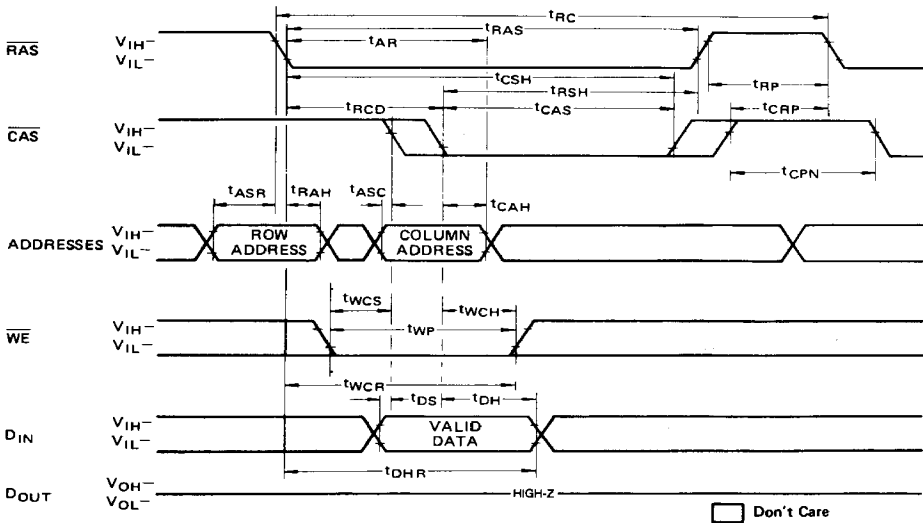 tRC
tRAS
RAS VIH–
tAR
VIL–
tCSH
tRSH
tRP
tRCD
tCAS
tCRP
CAS VIH–
VIL–
tCPN
tASR
tRAH
tASC
tCAH
ADDRESSES VIH–
VIL–
ROW ADDRESS
COLUMN ADDRESS
tWCS
tWCH
tWP
WE VIH–
VIL–
tWCR
tDS
tDH
DIN VIH–
VIL–
VALID DATA
tDHR
DOUT VOH–
VOL–
HIGH-Z
Don't Care